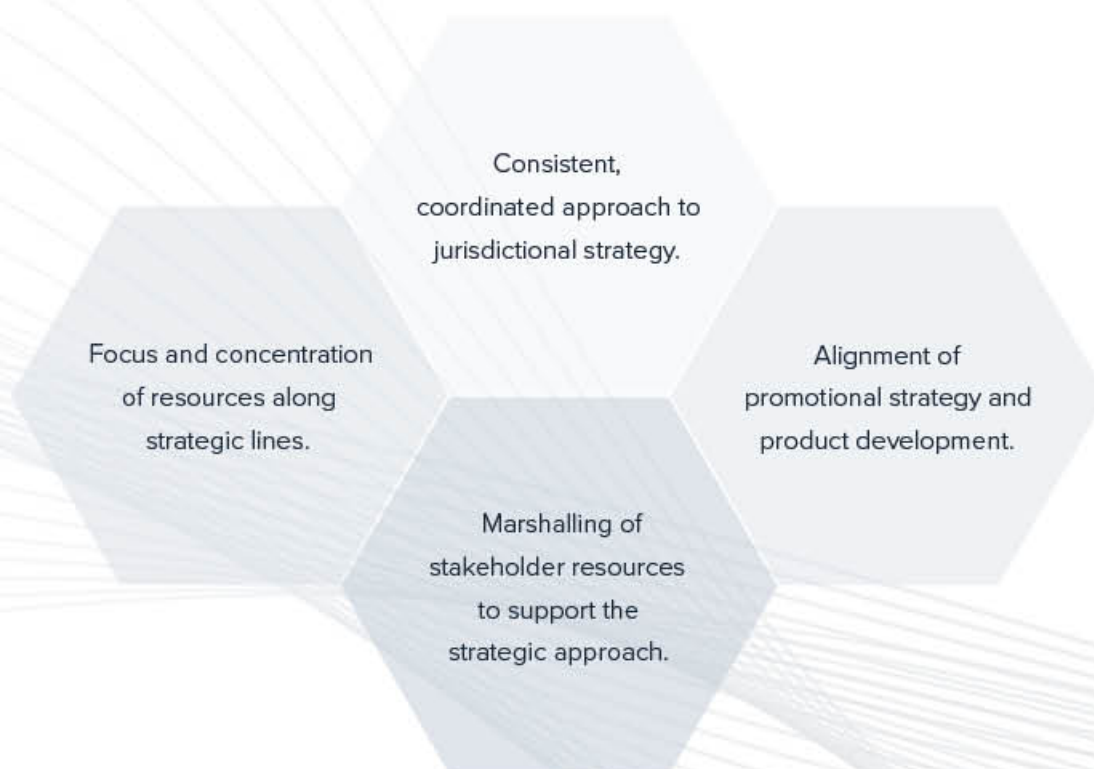 Consistent,
coordinated approach to
jurisdictional strategy.
Focus and concentration
of resources along
strategic lines.
Alignment of
promotional strategy and
product development.
Marshalling of
stakeholder resources
to support the
strategic approach.